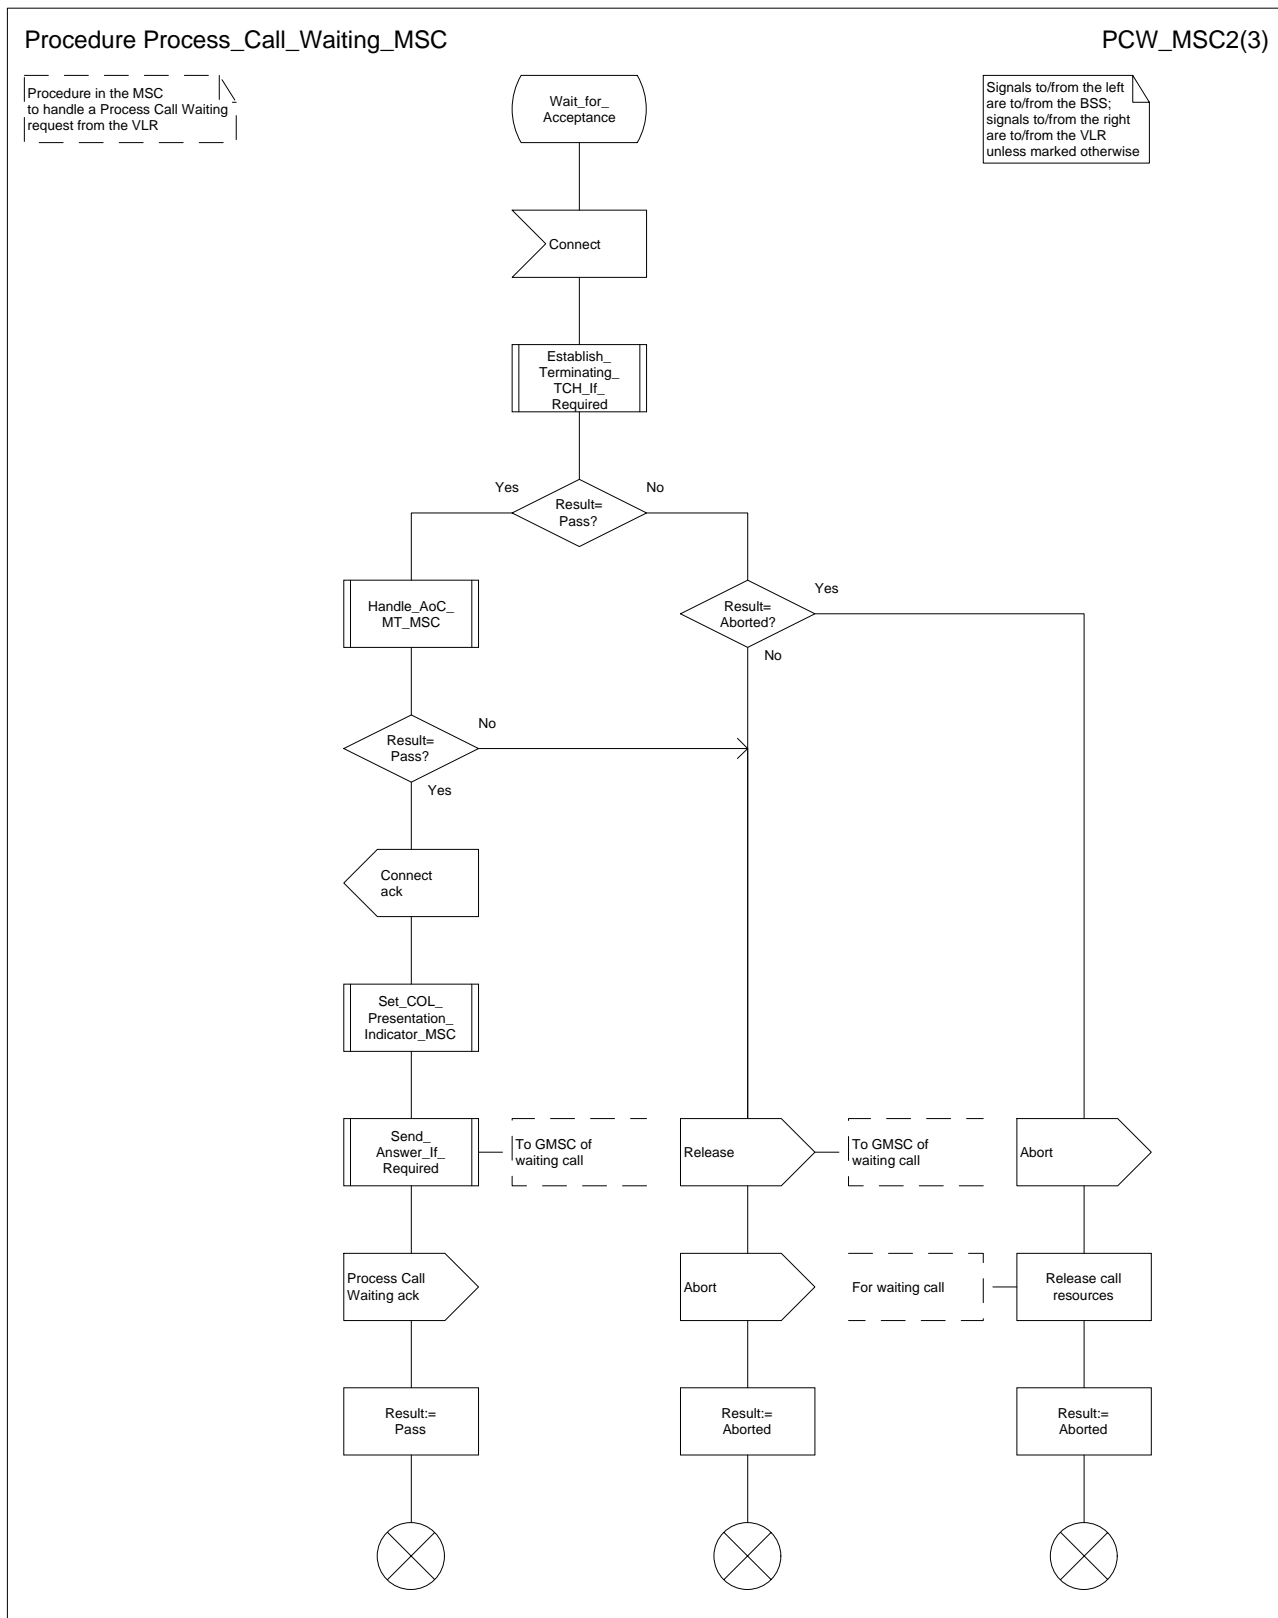 Procedure Process_Call_Waiting_MSC
PCW_MSC2(3)
Procedure in the MSC
to handle a Process Call Waiting
request from the VLR
Wait_for_
Acceptance
Signals to/from the left
are to/from the BSS;
signals to/from the right
are to/from the VLR
unless marked otherwise
Connect
Establish_
Terminating_
TCH_If_
Required
Yes
No
Result=
Pass?
Handle_AoC_
MT_MSC
Result=
Aborted?
Yes
No
Result=
Pass?
No
Yes
Connect
ack
Set_COL_
Presentation_
Indicator_MSC
Send_
Answer_If_
Required
To GMSC of
waiting call
Release
To GMSC of
waiting call
Abort
Process Call
Waiting ack
Abort
For waiting call
Release call
resources
Result:=
Pass
Result:=
Aborted
Result:=
Aborted